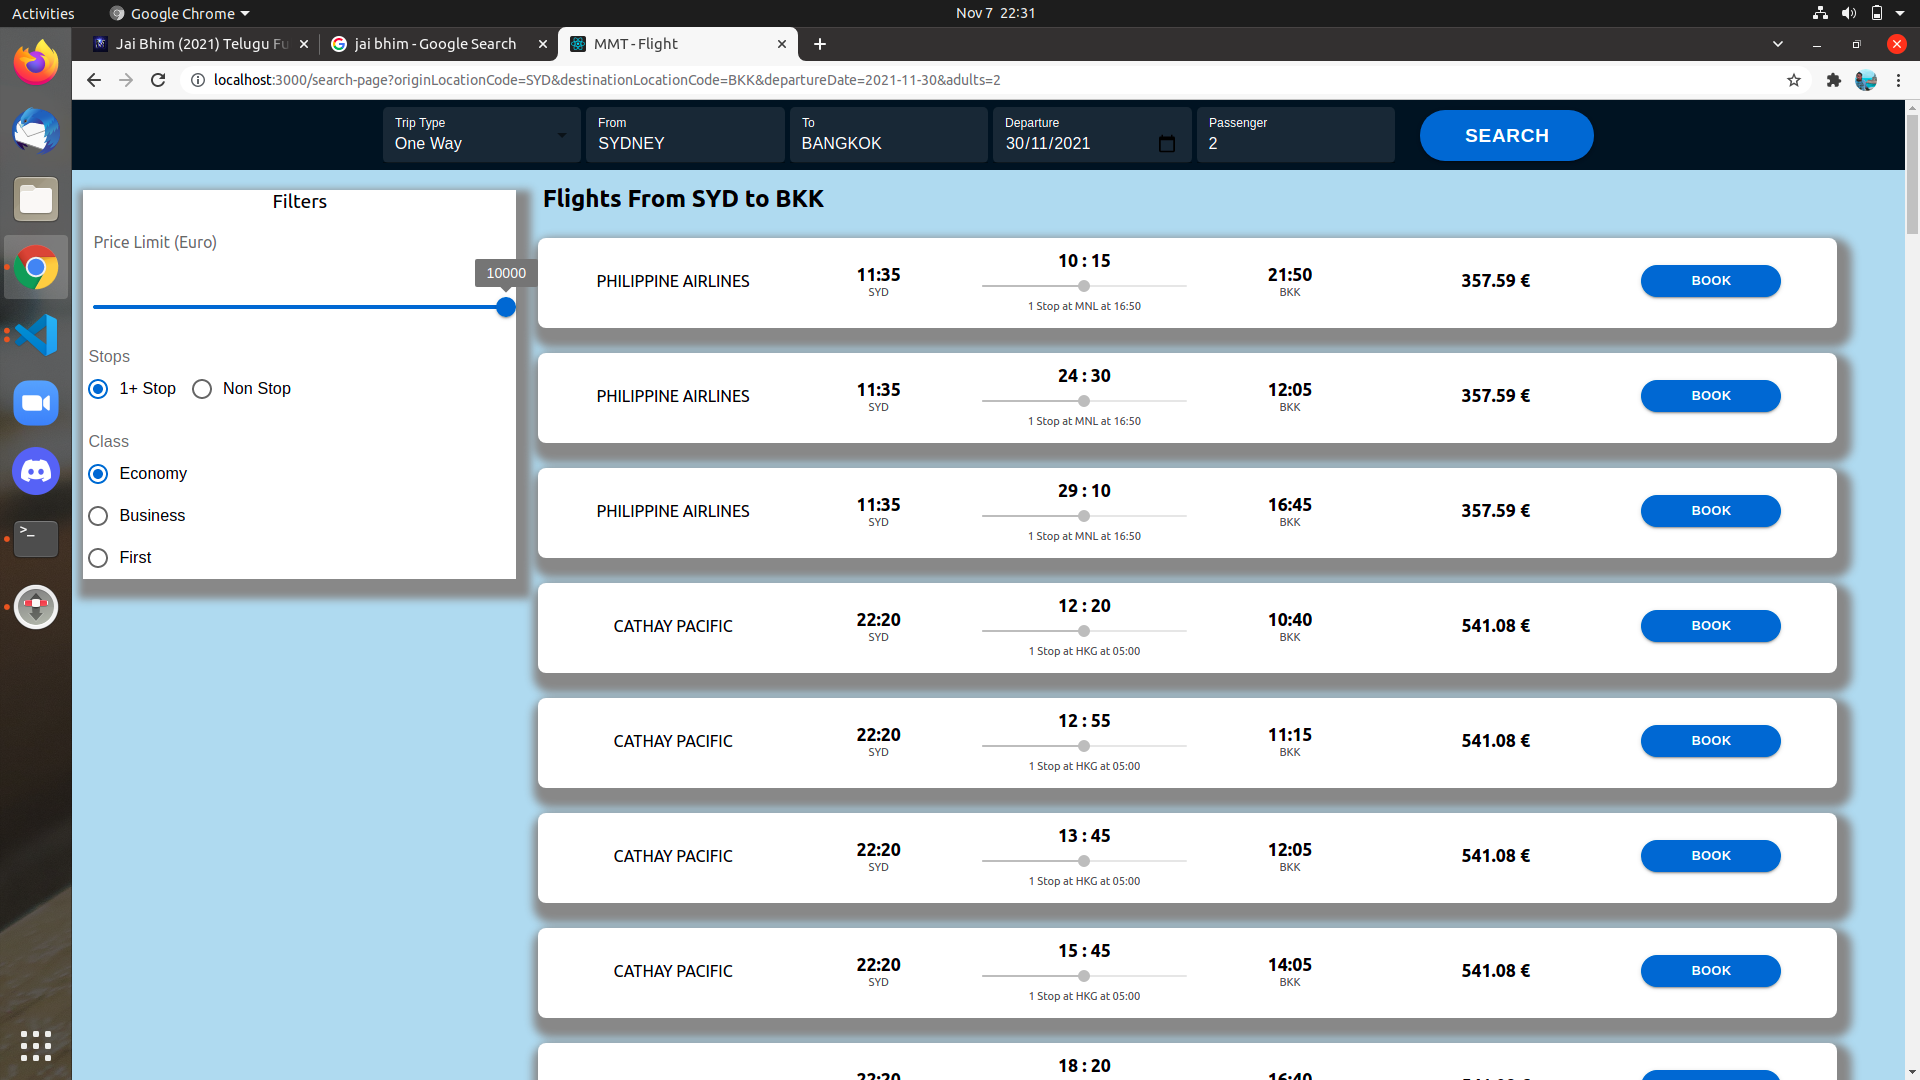 Activities
Google Chrome
Nov 7 22:31
Jai Bhim (2021) Telugu Fu
jai bhim - Google Search
MMT - Flight
localhost:3000/search-page?originLocationCode=SYD&destinationLocationCode=BKK&departureDate=2021-11-30&adults=2
Trip Type
One Way
From
SYDNEY
To
BANGKOK
Departure
30/11/2021
Passenger
2
SEARCH
Filters
Price Limit (Euro)
10000
Stops
1+ Stop
Non Stop
Class
Economy
Business
First
Flights From SYD to BKK
PHILIPPINE AIRLINES
11:35
SYD
10 : 15
1 Stop at MNL at 16:50
21:50
BKK
357.59 €
BOOK
PHILIPPINE AIRLINES
11:35
SYD
24 : 30
1 Stop at MNL at 16:50
12:05
BKK
357.59 €
BOOK
PHILIPPINE AIRLINES
11:35
SYD
29 : 10
1 Stop at MNL at 16:50
16:45
BKK
357.59 €
BOOK
CATHAY PACIFIC
22:20
SYD
12 : 20
1 Stop at HKG at 05:00
10:40
BKK
541.08 €
BOOK
CATHAY PACIFIC
22:20
SYD
12 : 55
1 Stop at HKG at 05:00
11:15
BKK
541.08 €
BOOK
CATHAY PACIFIC
22:20
SYD
13 : 45
1 Stop at HKG at 05:00
12:05
BKK
541.08 €
BOOK
CATHAY PACIFIC
22:20
SYD
15 : 45
1 Stop at HKG at 05:00
14:05
BKK
541.08 €
BOOK
18 : 20
22:20
16:40